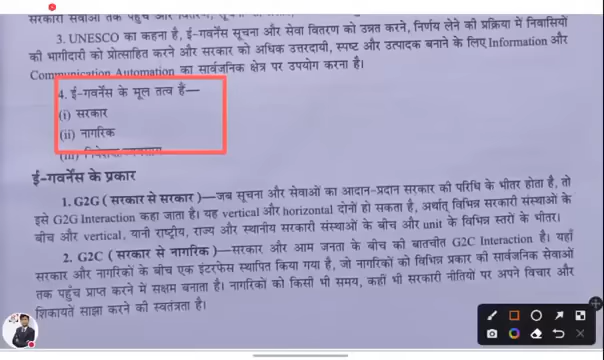 सरकारी सेवाओं तक पहुँच और
3. UNESCO का कहना है, ई-गवर्नेंस सूचना और सेवा वितरण को उन्नत करने, निर्णय लेने की प्रक्रिया में निवासियों
की भागीदारी को प्रोत्साहित करने और सरकार को अधिक उत्तरदायी, स्पष्ट और उत्पादक बनाने के लिए Information और
Communication Automation का सार्वजनिक क्षेत्र पर उपयोग करना है।
4. ई-गवर्नेंस के मूल तत्व हैं—
(i) सरकार
(ii) नागरिक
(iii)
ई-गवर्नेंस के प्रकार
1. G2G ( सरकार से सरकार )—जब सूचना और सेवाओं का आदान-प्रदान सरकार की परिधि के भीतर होता है, तो
इसे G2G Interaction कहा जाता है। यह vertical और horizontal दोनों हो सकता है, अर्थात् विभिन्न सरकारी संस्थाओं के
बीच और vertical, यानी राष्ट्रीय, राज्य और स्थानीय सरकारी संस्थाओं के बीच और unit के विभिन्न स्तरों के भीतर।
2. G2C ( सरकार से नागरिक )—सरकार और आम जनता के बीच की बातचीत G2C Interaction है। यहाँ
सरकार और नागरिकों के बीच एक इंटरफेस स्थापित किया गया है, जो नागरिकों को विभिन्न प्रकार की सार्वजनिक सेवाओं
तक पहुँच प्राप्त करने में सक्षम बनाता है। नागरिकों को किसी भी समय, कहीं भी सरकारी नीतियों पर अपने विचार और
शिकायतें साझा करने की स्वतंत्रता है।